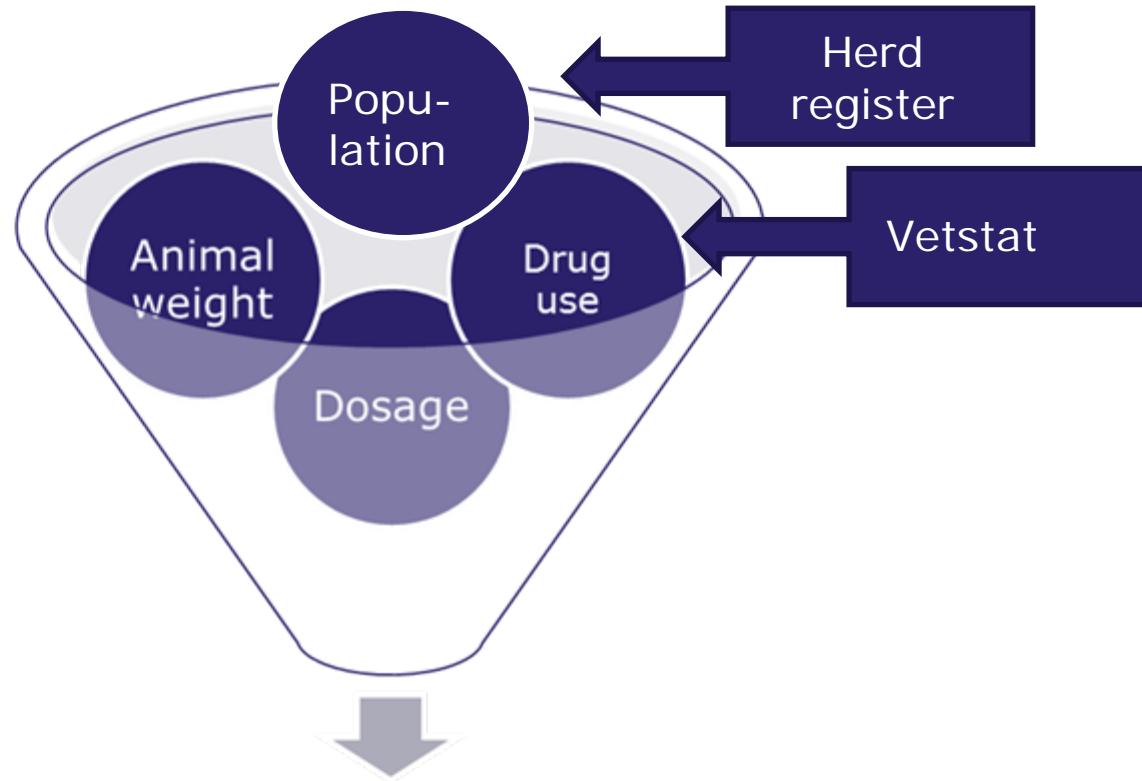 Popu-
lation
Herd
register
Animal
weight
Drug
use
Vetstat
Dosage